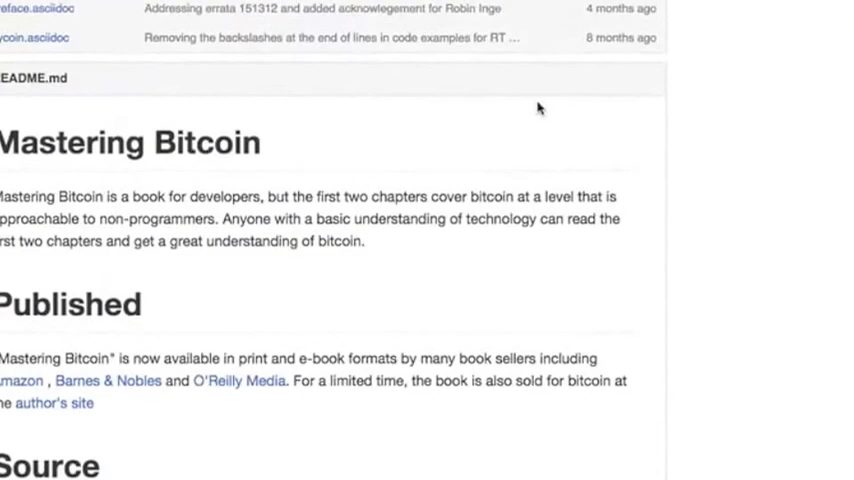 eface.asciidoc Addressing errata 151312 and added acknowlegement for Robin Inge 4 months ago
ycoin.asciidoc Removing the backslashes at the end of lines in code examples for RT ... 8 months ago
EADME.md
Mastering Bitcoin
Mastering Bitcoin is a book for developers, but the first two chapters cover bitcoin at a level that is
pproachable to non-programmers. Anyone with a basic understanding of technology can read the
rst two chapters and get a great understanding of bitcoin.
Published
Mastering Bitcoin" is now available in print and e-book formats by many book sellers including
mazon , Barnes & Nobles and O'Reilly Media. For a limited time, the book is also sold for bitcoin at
he author's site
Source